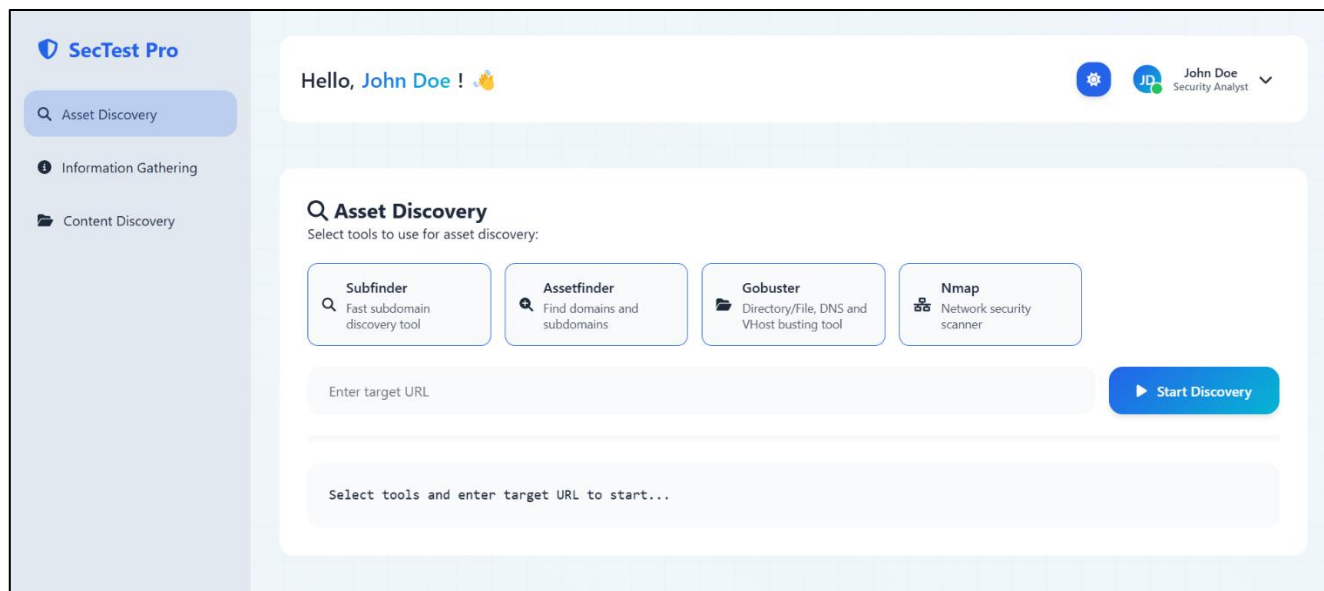 SecTest Pro
Asset Discovery
Information Gathering
Content Discovery
Hello, John Doe ! 👋
JD
John Doe
Security Analyst
Asset Discovery
Select tools to use for asset discovery:
Subfinder
Fast subdomain
discovery tool
Assetfinder
Find domains and
subdomains
Gobuster
Directory/File, DNS and
VHost busting tool
Nmap
Network security
scanner
Enter target URL
Start Discovery
Select tools and enter target URL to start...